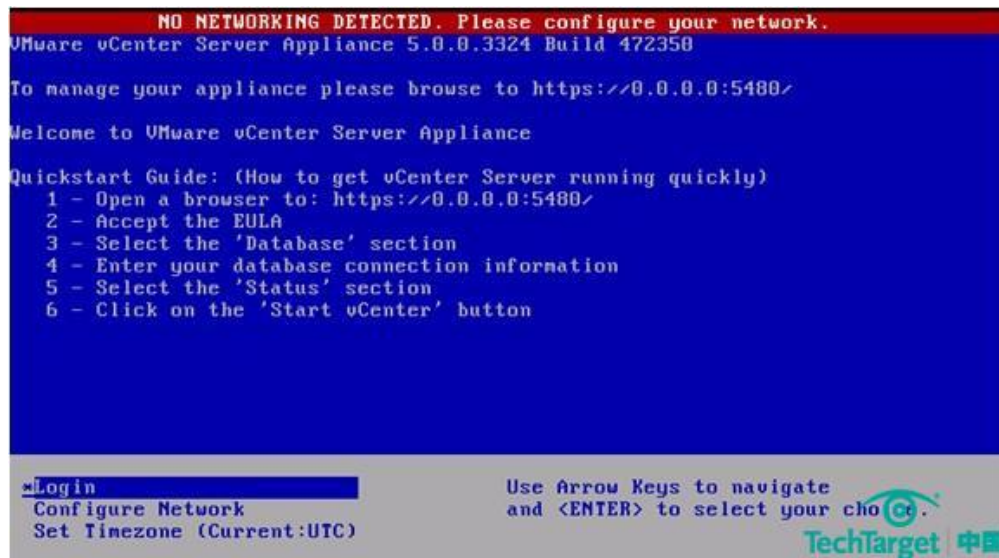 NO NETWORKING DETECTED. Please configure your network.
VMware vCenter Server Appliance 5.0.0.3324 Build 472350
To manage your appliance please browse to https://0.0.0.0:5480/
Welcome to VMware vCenter Server Appliance
Quickstart Guide: (How to get vCenter Server running quickly)
1 - Open a browser to: https://0.0.0.0:5480/
2 - Accept the EULA
3 - Select the 'Database' section
4 - Enter your database connection information
5 - Select the 'Status' section
6 - Click on the 'Start vCenter' button
*Login
Configure Network
Set Timezone (Current:UTC)
Use Arrow Keys to navigate
and <ENTER> to select your choice.
TechTarget 中国